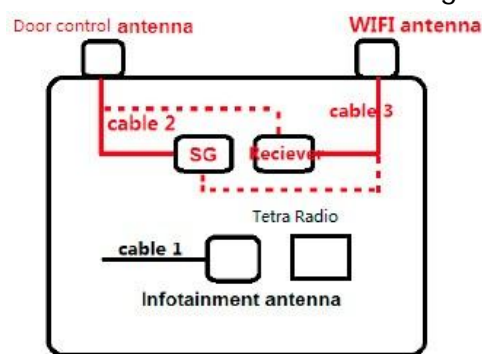 Door control antenna
WIFI antenna
cable 2
cable 3
SG
Reciever
Tetra Radio
cable 1
Infotainment antenna